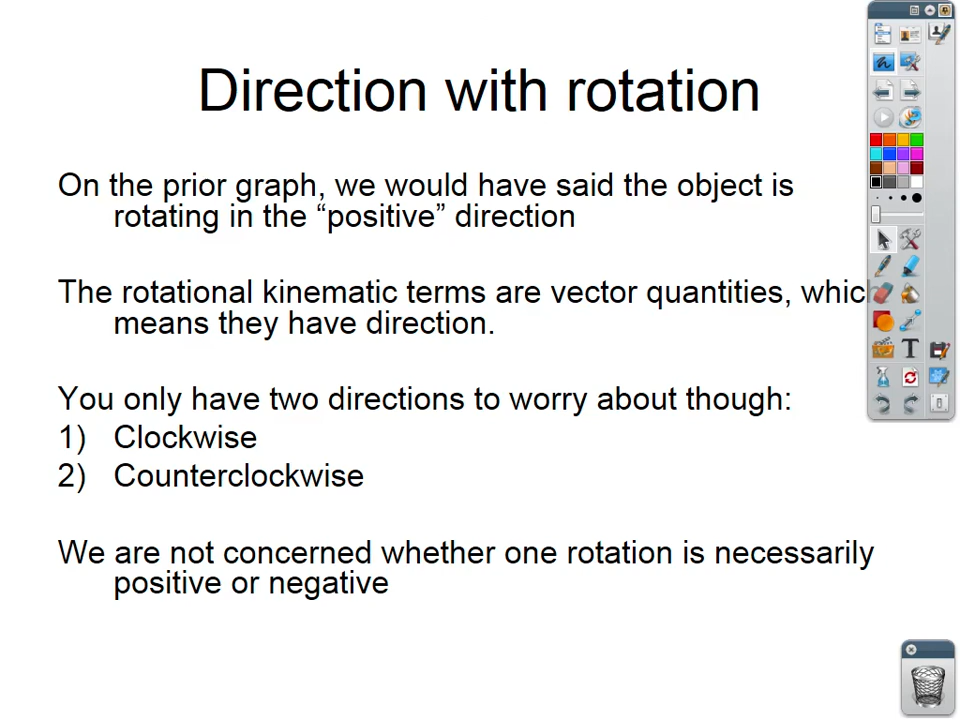 Direction with rotation
On the prior graph, we would have said the object is
rotating in the “positive” direction
The rotational kinematic terms are vector quantities, which
means they have direction.
You only have two directions to worry about though:
1) Clockwise
2) Counterclockwise
We are not concerned whether one rotation is necessarily
positive or negative